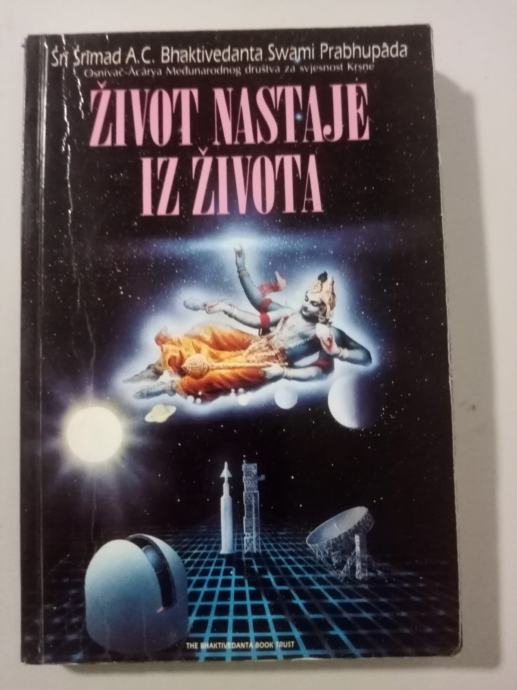 Śrī Śrīmad A.C. Bhaktivedanta Swami Prabhupāda
Osnivač-Ācārya Međunarodnog društva za svjesnost Kṛṣṇe
ŽIVOT NASTAJE
IZ ŽIVOTA
THE BHAKTIVEDANTA BOOK TRUST